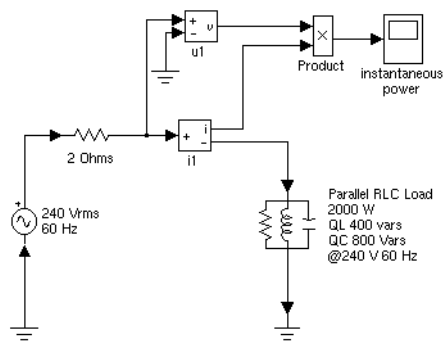 +
-
v
u1
×
Product
instantaneous
power
2 Ohms
+
i
-
i1
+
240 Vrms
60 Hz
Parallel RLC Load
2000 W
QL 400 vars
QC 800 Vars
@240 V 60 Hz